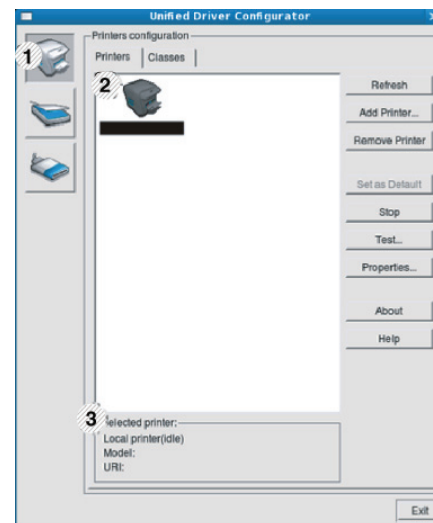 Unified Driver Configurator
1
Printers configuration
Printers Classes
2
Refresh
Add Printer...
Remove Printer
Set as Default
Stop
Test...
Properties...
About
Help
3
Selected printer:
Local printer(idle)
Model:
URI:
Exit